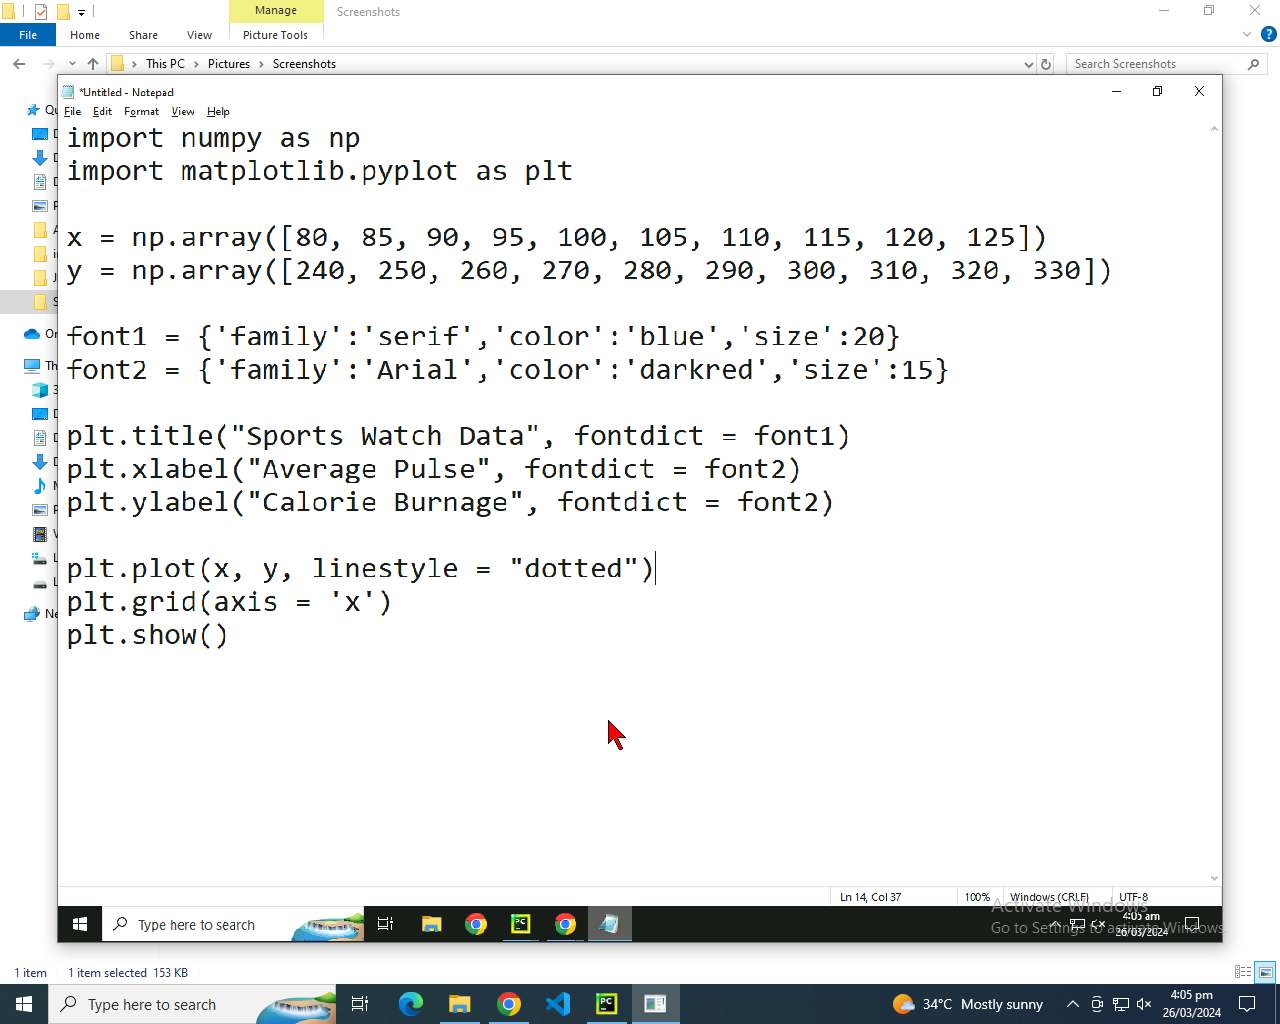 Manage
Screenshots
File Home Share View Picture Tools
This PC Pictures Screenshots
Search Screenshots
*Untitled - Notepad
File Edit Format View Help
import numpy as np
import matplotlib.pyplot as plt
x = np.array([80, 85, 90, 95, 100, 105, 110, 115, 120, 125])
y = np.array([240, 250, 260, 270, 280, 290, 300, 310, 320, 330])
font1 = {'family':'serif','color':'blue','size':20}
font2 = {'family':'Arial','color':'darkred','size':15}
plt.title("Sports Watch Data", fontdict = font1)
plt.xlabel("Average Pulse", fontdict = font2)
plt.ylabel("Calorie Burnage", fontdict = font2)
plt.plot(x, y, linestyle = "dotted")
plt.grid(axis = 'x')
plt.show()
Ln 14, Col 37 100% Windows (CRLF) UTF-8
Activate Windows
Go to Settings to activate Windows.
Type here to search
4:05 am
26/03/2024
1 item 1 item selected 153 KB
Type here to search
34°C Mostly sunny
4:05 pm
26/03/2024